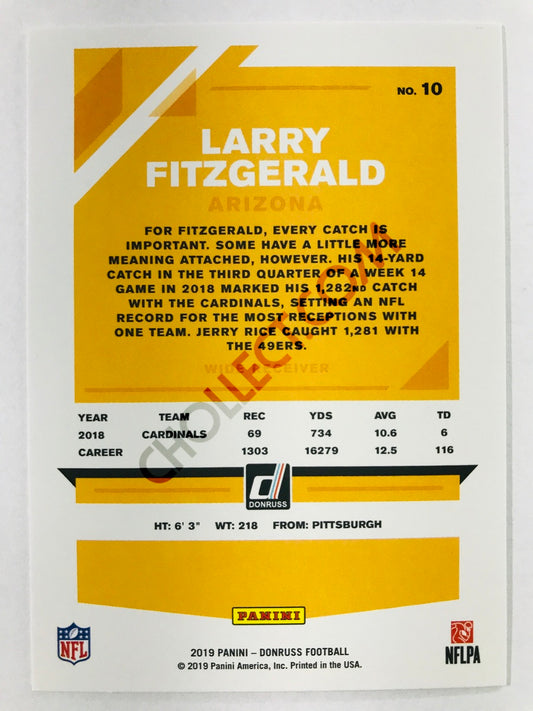 NO. 10
LARRY
FITZGERALD
ARIZONA
FOR FITZGERALD, EVERY CATCH IS
IMPORTANT. SOME HAVE A LITTLE MORE
MEANING ATTACHED, HOWEVER. HIS 14-YARD
CATCH IN THE THIRD QUARTER OF A WEEK 14
GAME IN 2018 MARKED HIS 1,282ND CATCH
WITH THE CARDINALS, SETTING AN NFL
RECORD FOR THE MOST RECEPTIONS WITH
ONE TEAM. JERRY RICE CAUGHT 1,281 WITH
THE 49ERS.
WIDE RECEIVER
CHOLLECT.COM
YEAR TEAM REC YDS AVG TD
2018 CARDINALS 69 734 10.6 6
CAREER 1303 16279 12.5 116
d
DONRUSS
HT: 6' 3" WT: 218 FROM: PITTSBURGH
PANINI
NFL
2019 PANINI – DONRUSS FOOTBALL
© 2019 Panini America, Inc. Printed in the USA.
NFLPA